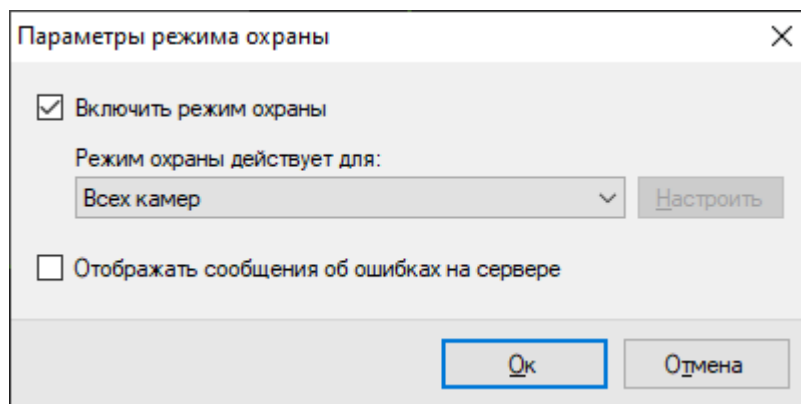 Параметры режима охраны
Включить режим охраны
Режим охраны действует для:
Всех камер
Настроить
Отображать сообщения об ошибках на сервере
Ок
Отмена